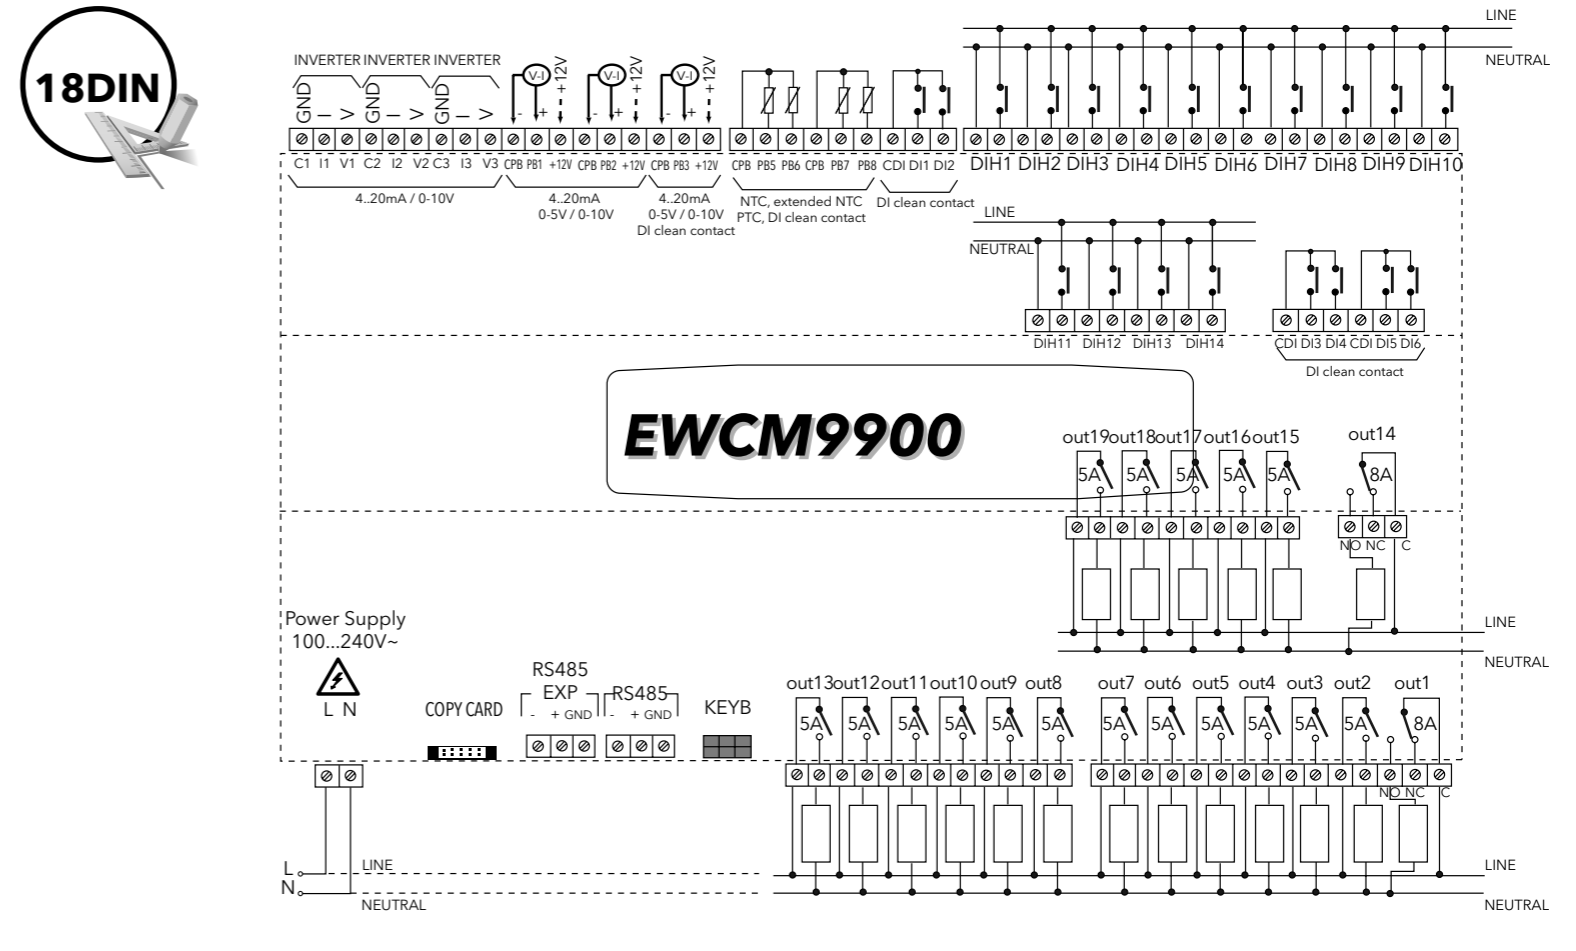 18DIN
LINE
NEUTRAL
INVERTER INVERTER INVERTER
GND I V GND I V GND I V
V-I +12V V-I +12V V-I +12V
- + - + - +
C1 I1 V1 C2 I2 V2 C3 I3 V3 CPB PB1 +12V CPB PB2 +12V CPB PB3 +12V CPB PB5 PB6 CPB PB7 PB8 CDI DI1 DI2 DIH1 DIH2 DIH3 DIH4 DIH5 DIH6 DIH7 DIH8 DIH9 DIH10
4..20mA / 0-10V
4..20mA
0-5V / 0-10V
4..20mA
0-5V / 0-10V
DI clean contact
NTC, extended NTC
PTC, DI clean contact
DI clean contact
LINE
NEUTRAL
DIH11 DIH12 DIH13 DIH14
CDI DI3 DI4 CDI DI5 DI6
DI clean contact
EWCM9900
out19 out18 out17 out16 out15 out14
5A 5A 5A 5A 5A 8A
NO NC C
LINE
NEUTRAL
Power Supply
100...240V~
L N
COPY CARD
RS485
EXP
- + GND
RS485
- + GND
KEYB
out13 out12 out11 out10 out9 out8 out7 out6 out5 out4 out3 out2 out1
5A 5A 5A 5A 5A 5A 5A 5A 5A 5A 5A 5A 8A
NO NC C
L LINE
N
NEUTRAL
LINE
NEUTRAL